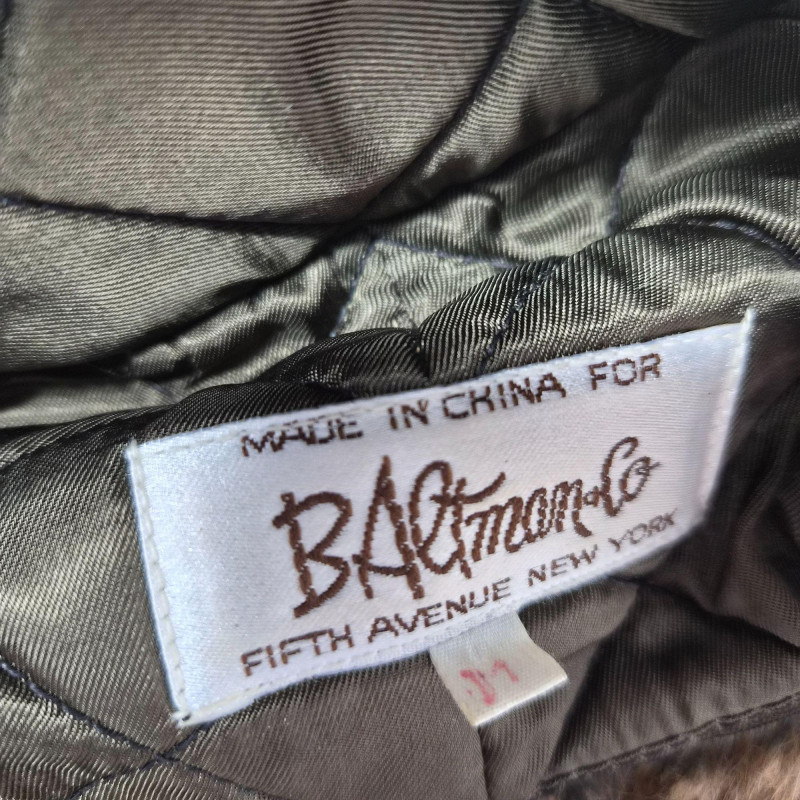 MADE IN CHINA FOR
BAltman & Co
FIFTH AVENUE NEW YORK